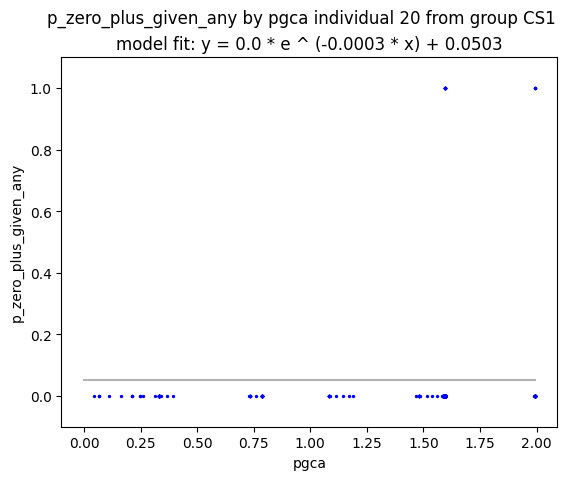 p_zero_plus_given_any by pgca individual 20 from group CS1
model fit: y = 0.0 * e ^ (-0.0003 * x) + 0.0503
1.0
0.8
0.6
0.4
0.2
0.0
p_zero_plus_given_any
0.00 0.25 0.50 0.75 1.00 1.25 1.50 1.75 2.00
pgca